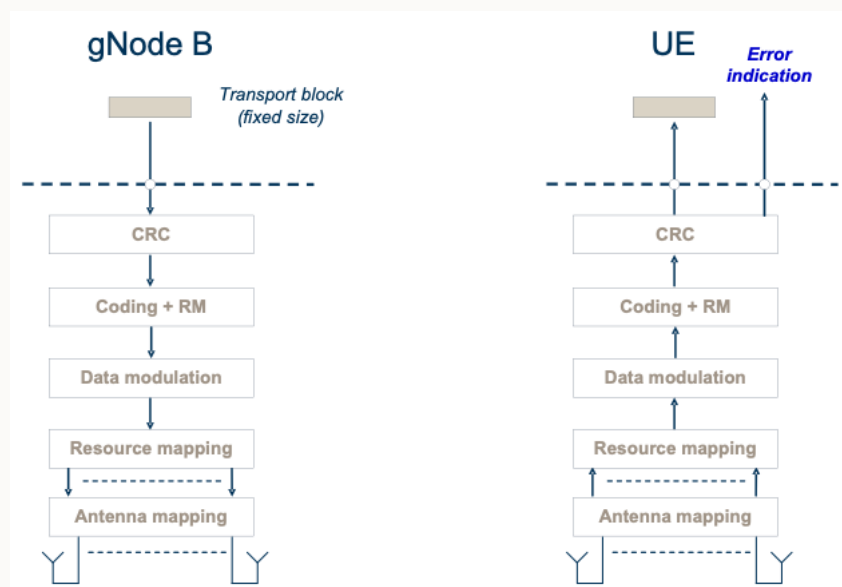 gNode B
Transport block
(fixed size)
CRC
Coding + RM
Data modulation
Resource mapping
Antenna mapping
UE
Error
indication
CRC
Coding + RM
Data modulation
Resource mapping
Antenna mapping